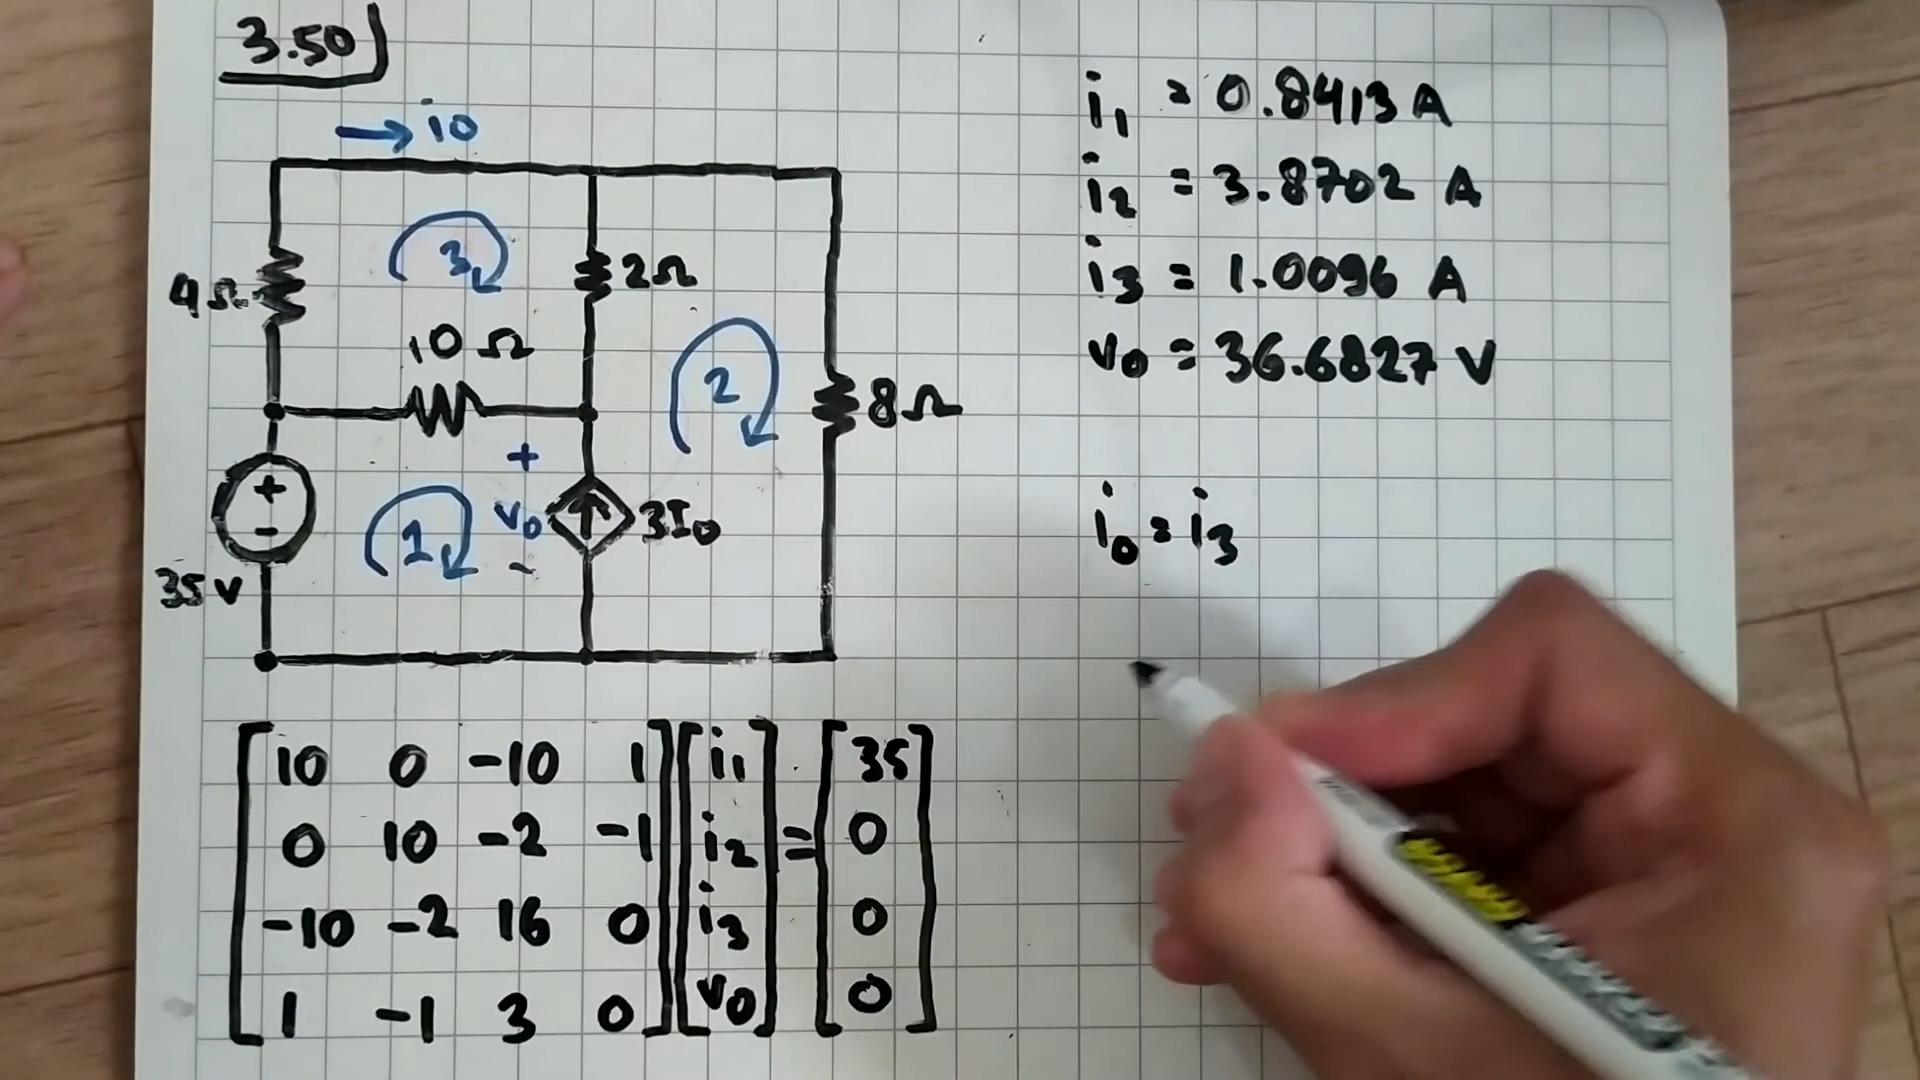 3.50)
→ i0
4Ω
3
2Ω
10 Ω
2
8Ω
+
+
-
1
v0
-
3I0
35 V
[10 0 -10 1] [i1] = [35]
[0 10 -2 -1] [i2] [0]
[-10 -2 16 0] [i3] [0]
[1 -1 3 0] [v0] [0]
i1 = 0.8413 A
i2 = 3.8702 A
i3 = 1.0096 A
v0 = 36.6827 V
i0 = i3